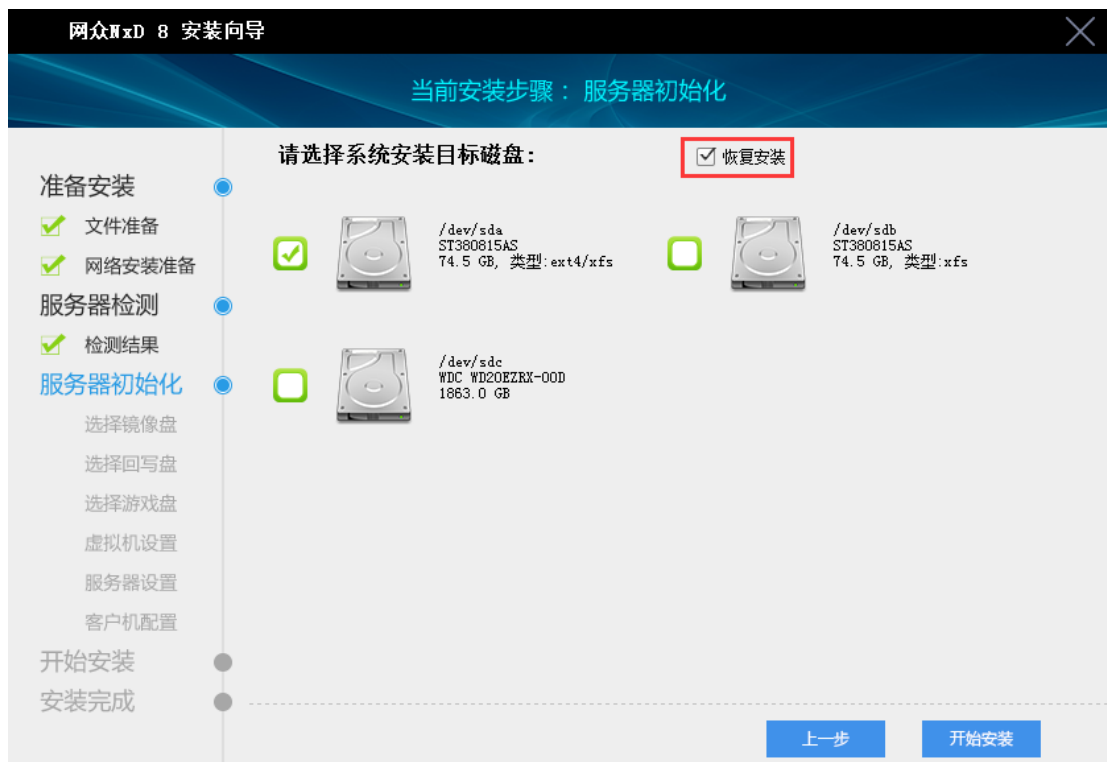 网众NxD 8 安装向导
当前安装步骤：服务器初始化
请选择系统安装目标磁盘：
恢复安装
准备安装
文件准备
网络安装准备
服务器检测
检测结果
服务器初始化
选择镜像盘
选择回写盘
选择游戏盘
虚拟机设置
服务器设置
客户机配置
开始安装
安装完成
/dev/sda
ST380815AS
74.5 GB, 类型:ext4/xfs
/dev/sdb
ST380815AS
74.5 GB, 类型:xfs
/dev/sdc
WDC WD20EZRX-00D
1863.0 GB
上一步
开始安装